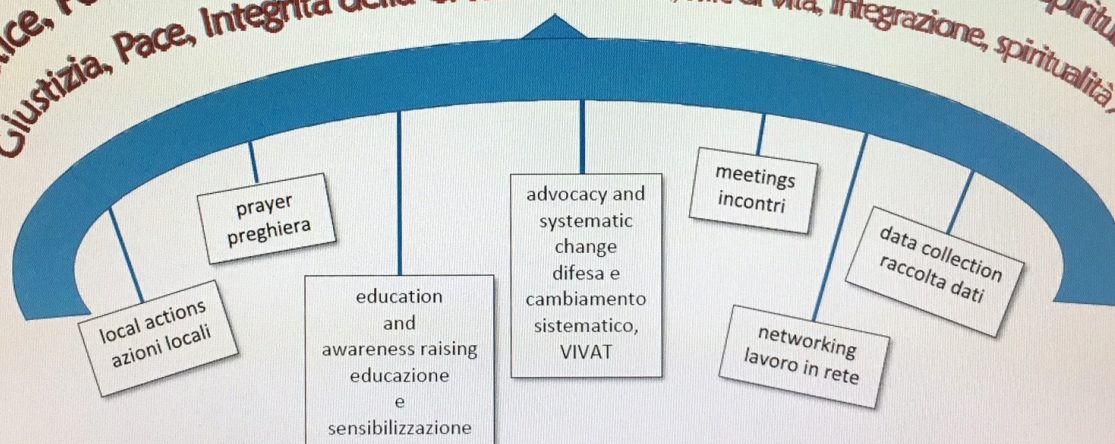 Giustizia, Pace, Integrità vita, integrazione, spiritualità,
prayer
preghiera
local actions
azioni locali
education
and
awareness raising
educazione
e
sensibilizzazione
advocacy and
systematic
change
difesa e
cambiamento
sistematico,
VIVAT
meetings
incontri
networking
lavoro in rete
data collection
raccolta dati